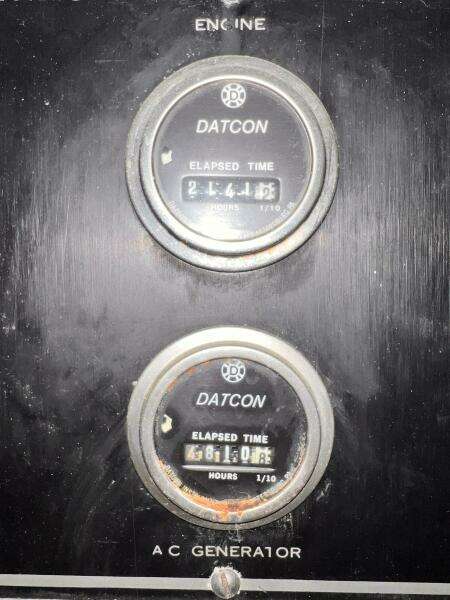 ENGINE
D
DATCON
ELAPSED TIME
HOURS 1/10
D
DATCON
ELAPSED TIME
HOURS 1/10
A C GENERATOR